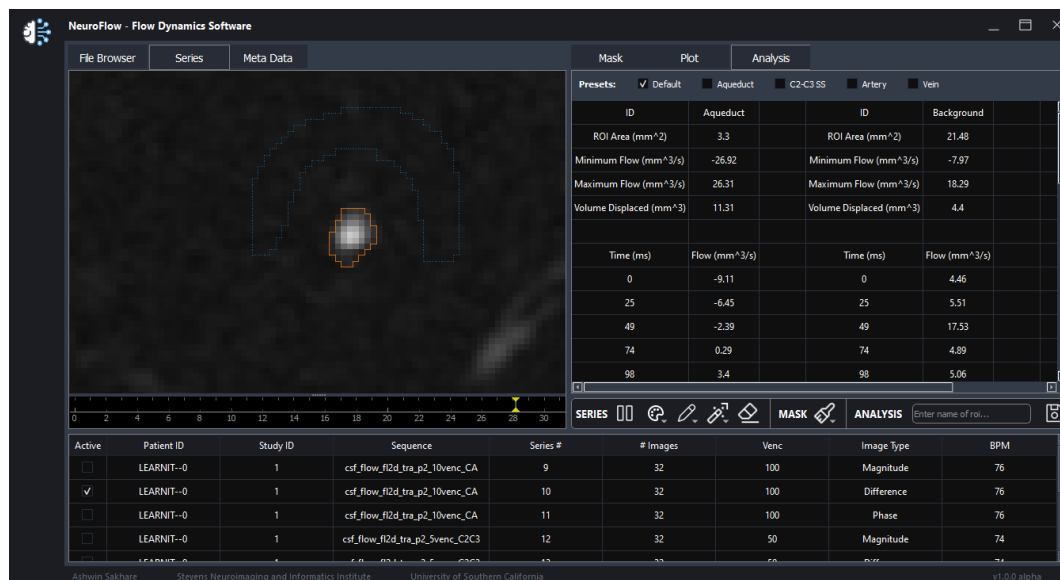 NeuroFlow - Flow Dynamics Software
File Browser Series Meta Data
Mask Plot Analysis
Presets: Default Aqueduct C2-C3 SS Artery Vein
ID Aqueduct ID Background
ROI Area (mm^2) 3.3 ROI Area (mm^2) 21.48
Minimum Flow (mm^3/s) -26.92 Minimum Flow (mm^3/s) -7.97
Maximum Flow (mm^3/s) 26.31 Maximum Flow (mm^3/s) 18.29
Volume Displaced (mm^3) 11.31 Volume Displaced (mm^3) 4.4
Time (ms) Flow (mm^3/s) Time (ms) Flow (mm^3/s)
0 -9.11 0 4.46
25 -6.45 25 5.51
49 -2.39 49 17.53
74 0.29 74 4.89
98 3.4 98 5.06
0 2 4 6 8 10 12 14 16 18 20 22 24 26 28 30
SERIES MASK ANALYSIS Enter name of roi...
Active Patient ID Study ID Sequence Series # # Images Venc Image Type BPM
LEARNIT--0 1 csf_flow_fl2d_tra_p2_10venc_CA 9 32 100 Magnitude 76
LEARNIT--0 1 csf_flow_fl2d_tra_p2_10venc_CA 10 32 100 Difference 76
LEARNIT--0 1 csf_flow_fl2d_tra_p2_10venc_CA 11 32 100 Phase 76
LEARNIT--0 1 csf_flow_fl2d_tra_p2_5venc_C2C3 12 32 50 Magnitude 74
Ashwin Sakhare Stevens Neuroimaging and Informatics Institute University of Southern California v1.0.0 alpha